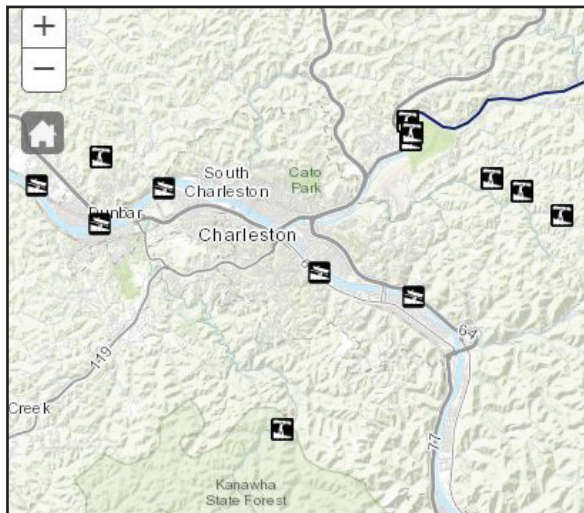 +
−
South
Charleston
Cato
Park
Dunbar
Charleston
64
119
77
Creek
Kanawha
State Forest